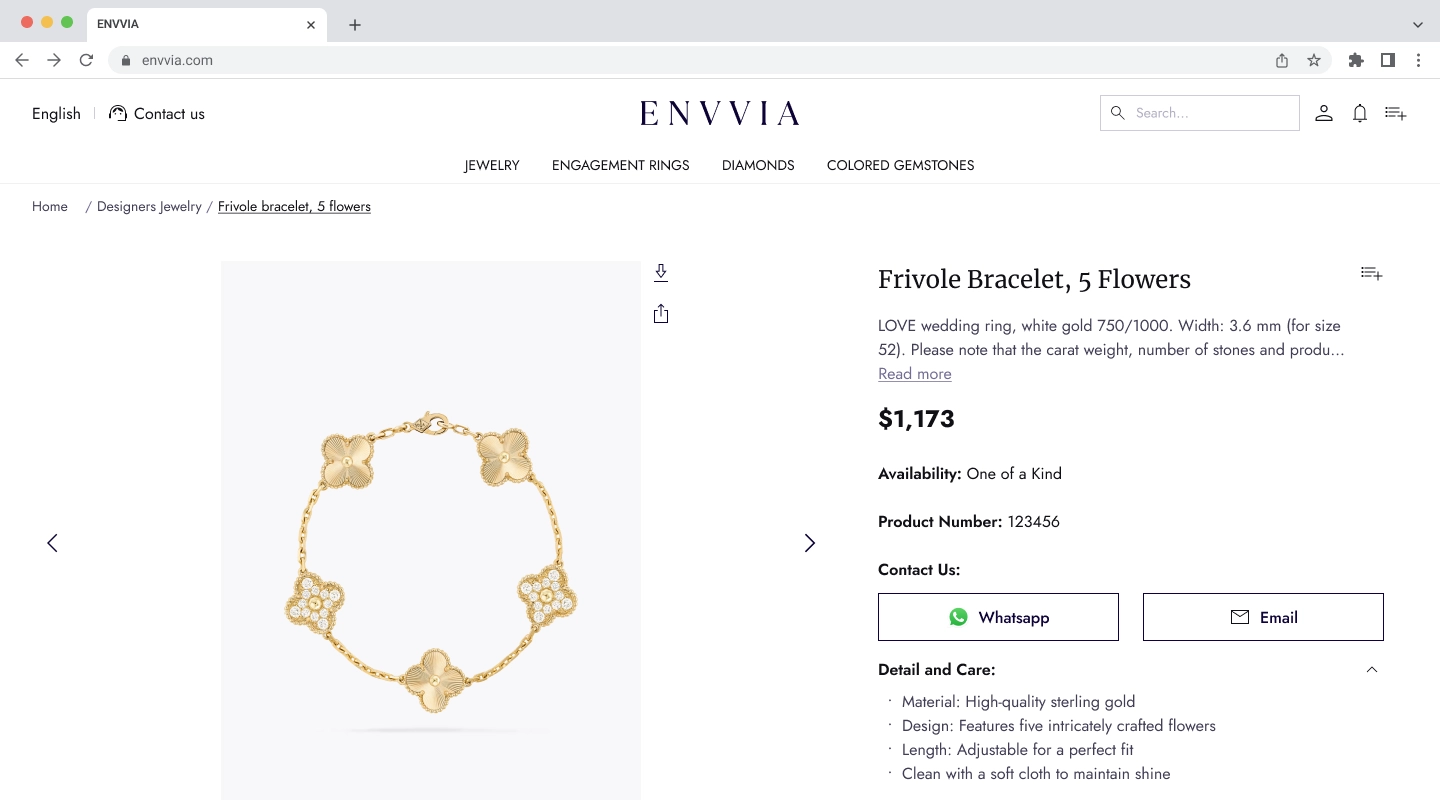 ENVVIA
envvia.com
English
Contact us
ENVVIA
Search...
JEWELRY
ENGAGEMENT RINGS
DIAMONDS
COLORED GEMSTONES
Home / Designers Jewelry / Frivole bracelet, 5 flowers
Frivole Bracelet, 5 Flowers
LOVE wedding ring, white gold 750/1000. Width: 3.6 mm (for size
52). Please note that the carat weight, number of stones and produ...
Read more
$1,173
Availability: One of a Kind
Product Number: 123456
Contact Us:
Whatsapp
Email
Detail and Care:
· Material: High-quality sterling gold
· Design: Features five intricately crafted flowers
· Length: Adjustable for a perfect fit
· Clean with a soft cloth to maintain shine